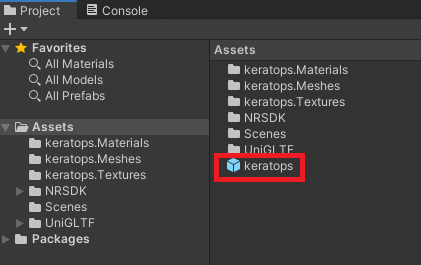 Project
Console
Favorites
All Materials
All Models
All Prefabs
Assets
keratops.Materials
keratops.Meshes
keratops.Textures
NRSDK
Scenes
UniGLTF
Packages
Assets
keratops.Materials
keratops.Meshes
keratops.Textures
NRSDK
Scenes
UniGLTF
keratops